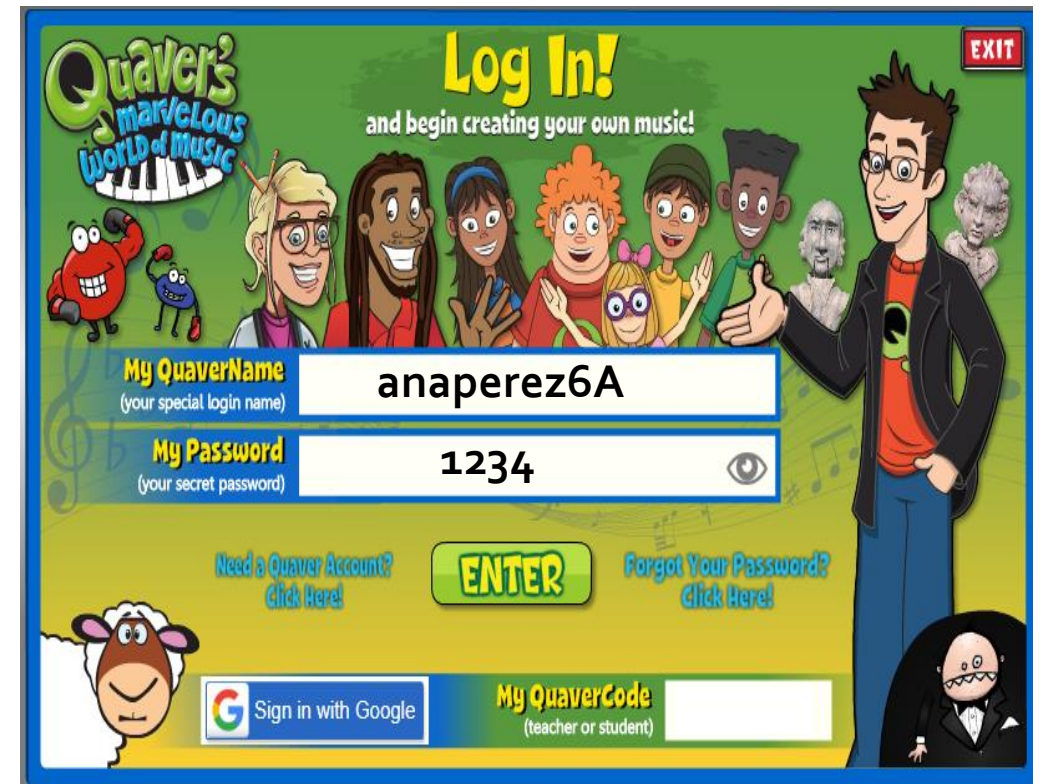 Quaver's
marvelous
World of Music
Log In!
and begin creating your own music!
EXIT
My QuaverName
(your special login name)
anaperez6A
My Password
(your secret password)
1234
Need a Quaver Account?
Click Here!
ENTER
Forgot Your Password?
Click Here!
G Sign in with Google
My QuaverCode
(teacher or student)